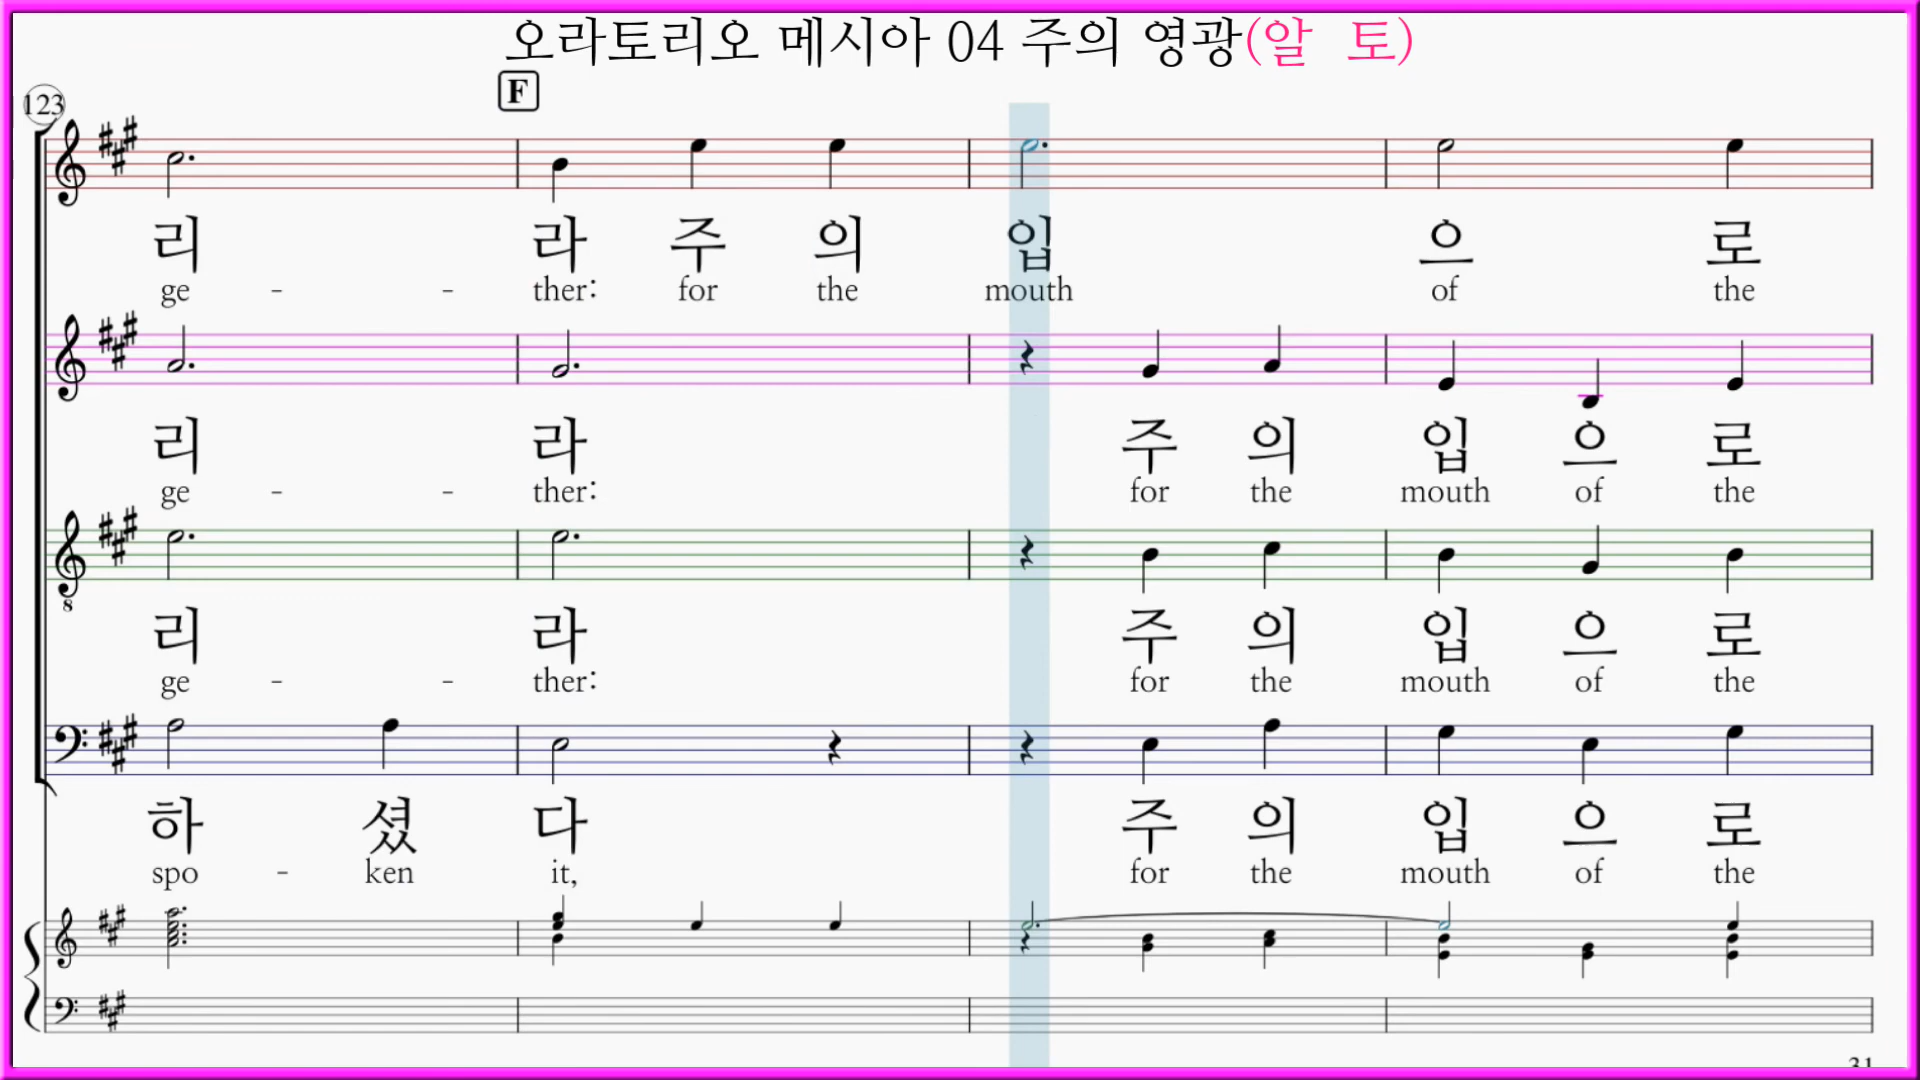 오라토리오 메시아 04 주의 영광(알 토)
123
F
리 라 주 의 입 으 로
ge - - ther: for the mouth of the
리 라 주 의 입 으 로
ge - - ther: for the mouth of the
8
리 라 주 의 입 으 로
ge - - ther: for the mouth of the
하 셨 다 주 의 입 으 로
spo - ken it, for the mouth of the
31